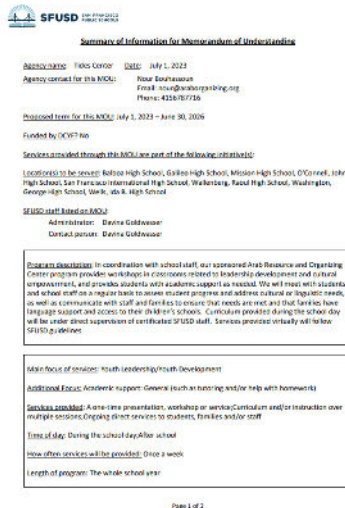 SFUSD SAN FRANCISCO
PUBLIC SCHOOLS
Summary of Information for Memorandum of Understanding
Agency name: Tides Center Date: July 1, 2023
Agency contact for this MOU: Nour Bouhassoun
Email: nour@araborganizing.org
Phone: 4156787716
Proposed term for this MOU: July 1, 2023 – June 30, 2026
Funded by DCYF? No
Services provided through this MOU are part of the following initiative(s):
Location(s) to be served: Balboa High School, Galileo High School, Mission High School, O'Connell, John
High School, San Francisco International High School, Wallenberg, Raoul High School, Washington,
George High School, Wells, Ida B. High School
SFUSD staff listed on MOU
Administrator: Davina Goldwasser
Contact person: Davina Goldwasser
Program description: In coordination with school staff, our sponsored Arab Resource and Organizing
Center program provides workshops in classrooms related to leadership development and cultural
empowerment, and provides students with academic support as needed. We will meet with students
and school staff on a regular basis to assess student progress and address cultural or linguistic needs,
as well as communicate with staff and families to ensure that needs are met and that families have
language support and access to their children's schools. Curriculum provided during the school day
will be under direct supervision of certificated SFUSD staff. Services provided virtually will follow
SFUSD guidelines
Main focus of services: Youth Leadership/Youth Development
Additional Focus: Academic support: General (such as tutoring and/or help with homework)
Services provided: A one-time presentation, workshop or service;Curriculum and/or instruction over
multiple sessions;Ongoing direct services to students, families and/or staff
Time of day: During the school day;After school
How often services will be provided: Once a week
Length of program: The whole school year
Page 1 of 2